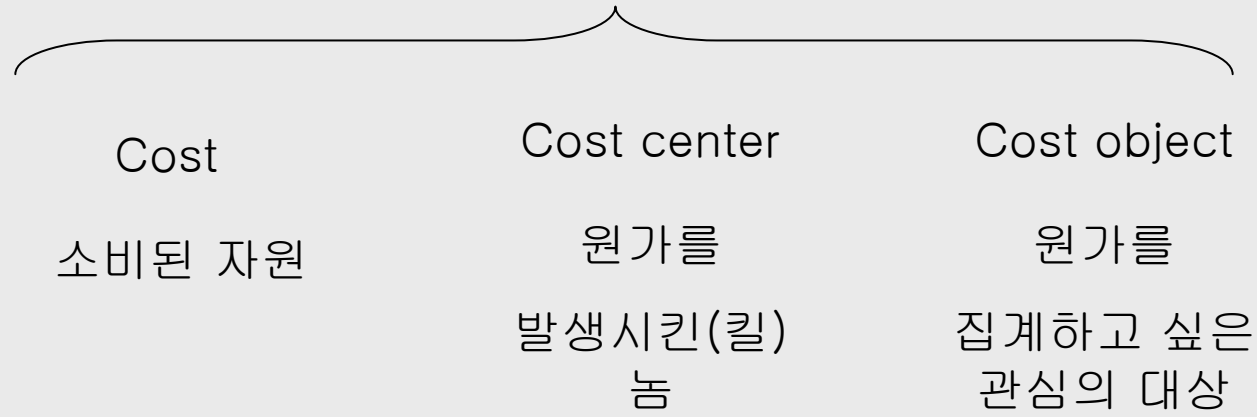 Cost
소비된 자원
Cost center
원가를
발생시킨(킬)
놈
Cost object
원가를
집계하고 싶은
관심의 대상